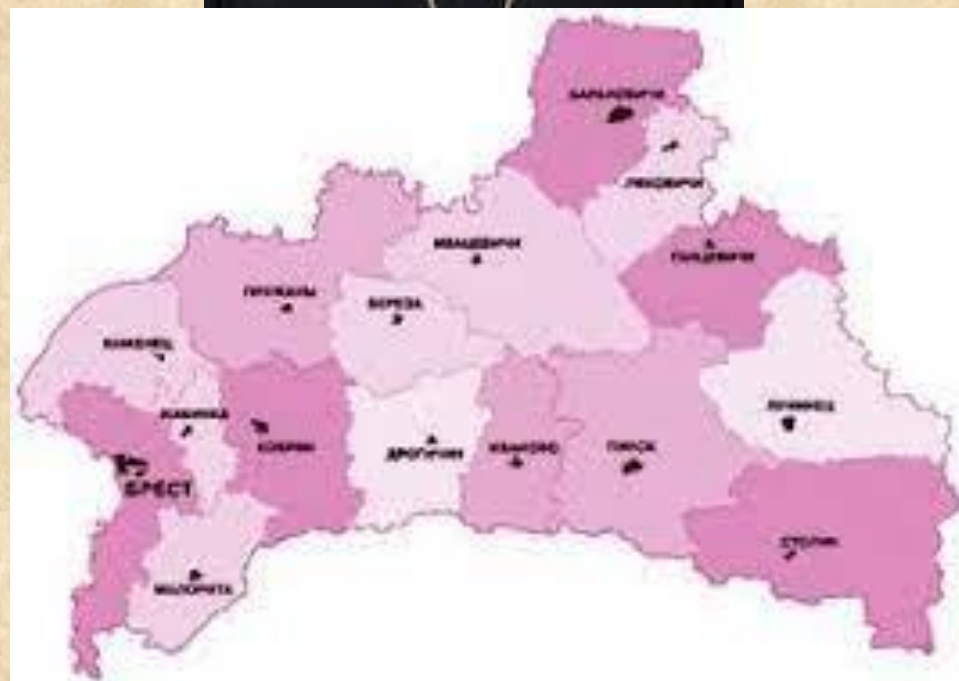 БАРАНОВИЧИ
ЛЯХОВИЧИ
ИВАЦЕВИЧИ
ГАНЦЕВИЧИ
ПРУЖАНЫ
БЕРЕЗА
КАМЕНЕЦ
ЖАБИНКА
ЛУНИНЕЦ
КОБРИН
ДРОГИЧИН
ИВАНОВО
ПИНСК
БРЕСТ
СТОЛИН
МАЛОРИТА